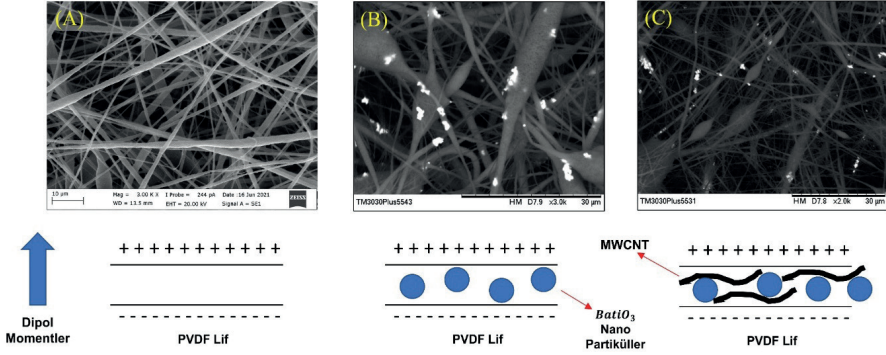 (A)
(B)
(C)
10 µm
Mag = 3.00 K X
I Probe = 244 pA
Date :16 Jun 2021
WD = 13.5 mm
EHT = 20.00 kV
Signal A = SE1
ZEISS
TM3030Plus5543
HM D7.9 x3.0k 30 µm
TM3030Plus5531
HM D7.8 x2.0k 30 µm
+ + + + + + + + + + +
Dipol
Momentler
PVDF Lif
+ + + + + + + + + + +
BatiO₃
Nano
Partiküller
PVDF Lif
MWCNT
+ + + + + + + + + +
PVDF Lif